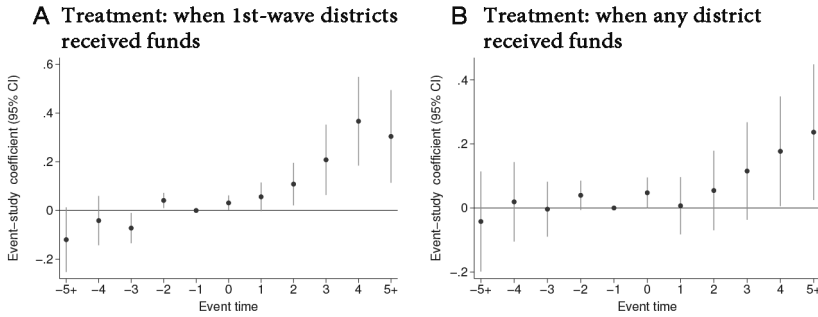 A Treatment: when 1st-wave districts
received funds
Event–study coefficient (95% CI)
.6
.4
.2
0
–.2
–5+ –4 –3 –2 –1 0 1 2 3 4 5+
Event time
B Treatment: when any district
received funds
Event–study coefficient (95% CI)
.4
.2
0
–.2
–5+ –4 –3 –2 –1 0 1 2 3 4 5+
Event time